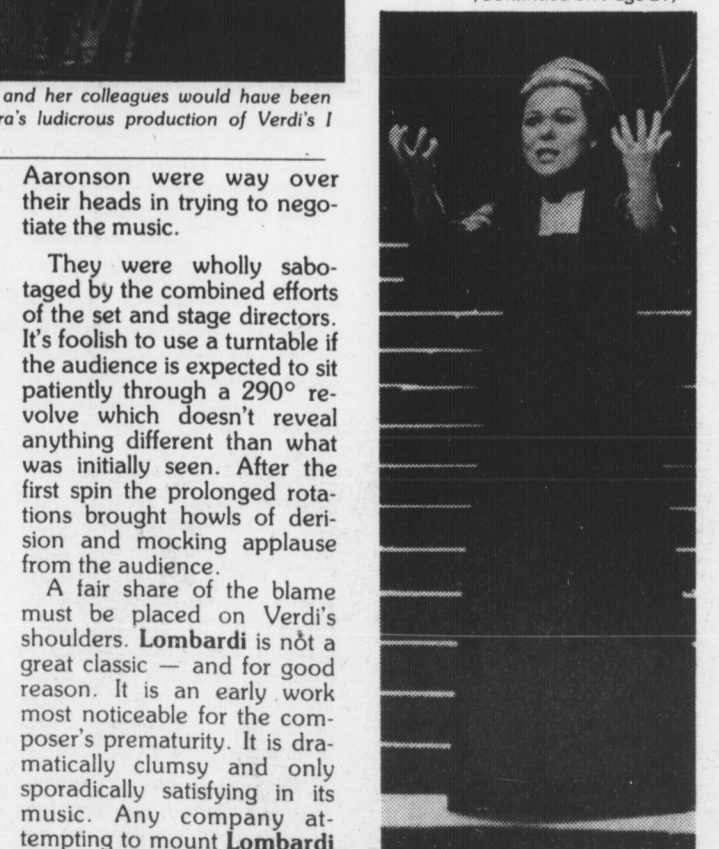 and her colleagues would have been
ra's ludicrous production of Verdi's I
Aaronson were way over
their heads in trying to nego-
tiate the music.
They were wholly sabo-
taged by the combined efforts
of the set and stage directors.
It's foolish to use a turntable if
the audience is expected to sit
patiently through a 290° re-
volve which doesn't reveal
anything different than what
was initially seen. After the
first spin the prolonged rota-
tions brought howls of deri-
sion and mocking applause
from the audience.
A fair share of the blame
must be placed on Verdi's
shoulders. Lombardi is not a
great classic — and for good
reason. It is an early work
most noticeable for the com-
poser's prematurity. It is dra-
matically clumsy and only
sporadically satisfying in its
music. Any company at-
tempting to mount Lombardi